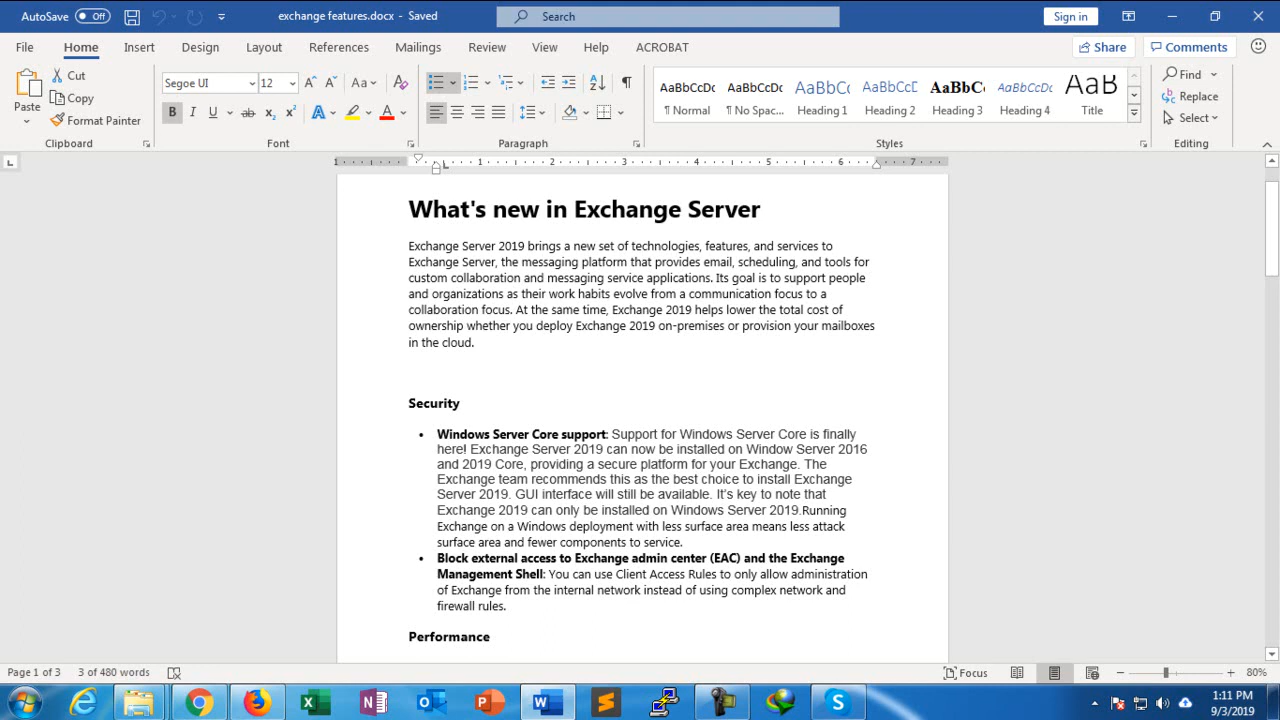 AutoSave Off
exchange features.docx - Saved
Search
Sign in
File Home Insert Design Layout References Mailings Review View Help ACROBAT
Share Comments
Paste
Cut
Copy
Format Painter
Clipboard
Segoe UI 12
Font
Paragraph
AaBbCcDc AaBbCcDc AaBbCc AaBbCcD AaBbCc AaBbCcDc AaB
¶ Normal ¶ No Spac... Heading 1 Heading 2 Heading 3 Heading 4 Title
Styles
Find
Replace
Select
Editing
1 1 2 3 4 5 6 7
What's new in Exchange Server
Exchange Server 2019 brings a new set of technologies, features, and services to
Exchange Server, the messaging platform that provides email, scheduling, and tools for
custom collaboration and messaging service applications. Its goal is to support people
and organizations as their work habits evolve from a communication focus to a
collaboration focus. At the same time, Exchange 2019 helps lower the total cost of
ownership whether you deploy Exchange 2019 on-premises or provision your mailboxes
in the cloud.
Security
• Windows Server Core support: Support for Windows Server Core is finally
here! Exchange Server 2019 can now be installed on Window Server 2016
and 2019 Core, providing a secure platform for your Exchange. The
Exchange team recommends this as the best choice to install Exchange
Server 2019. GUI interface will still be available. It's key to note that
Exchange 2019 can only be installed on Windows Server 2019.Running
Exchange on a Windows deployment with less surface area means less attack
surface area and fewer components to service.
• Block external access to Exchange admin center (EAC) and the Exchange
Management Shell: You can use Client Access Rules to only allow administration
of Exchange from the internal network instead of using complex network and
firewall rules.
Performance
Page 1 of 3 3 of 480 words
Focus
80%
1:11 PM
9/3/2019